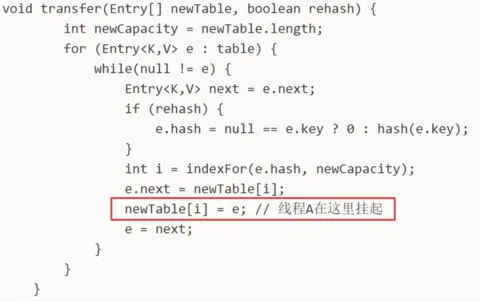 void transfer(Entry[] newTable, boolean rehash) {
int newCapacity = newTable.length;
for (Entry<K,V> e : table) {
while(null != e) {
Entry<K,V> next = e.next;
if (rehash) {
e.hash = null == e.key ? 0 : hash(e.key);
}
int i = indexFor(e.hash, newCapacity);
e.next = newTable[i];
newTable[i] = e; // 线程A在这里挂起
e = next;
}
}
}